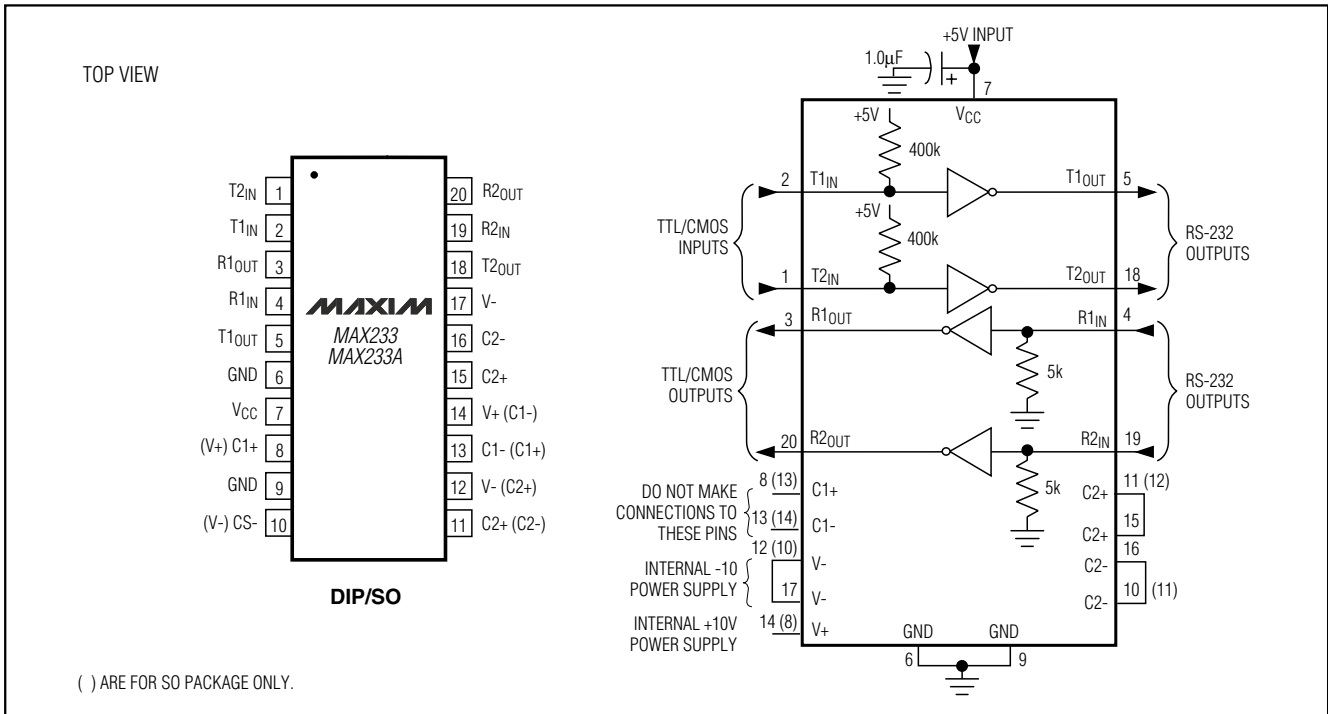 TOP VIEW
T2IN 1
T1IN 2
R1OUT 3
R1IN 4
T1OUT 5
GND 6
VCC 7
(V+) C1+ 8
GND 9
(V-) CS- 10
MAXIM
MAX233
MAX233A
20 R2OUT
19 R2IN
18 T2OUT
17 V-
16 C2-
15 C2+
14 V+ (C1-)
13 C1- (C1+)
12 V- (C2+)
11 C2+ (C2-)
DIP/SO
( ) ARE FOR SO PACKAGE ONLY.
+5V INPUT
1.0µF
+
7
VCC
+5V
400k
2 T1IN
T1OUT 5
+5V
400k
TTL/CMOS
INPUTS
RS-232
OUTPUTS
1 T2IN
T2OUT 18
3 R1OUT
R1IN 4
5k
TTL/CMOS
OUTPUTS
RS-232
OUTPUTS
20 R2OUT
R2IN 19
5k
DO NOT MAKE
CONNECTIONS TO
THESE PINS
8 (13) C1+
13 (14) C1-
INTERNAL -10
POWER SUPPLY
12 (10) V-
17 V-
INTERNAL +10V
POWER SUPPLY
14 (8) V+
C2+ 11 (12)
C2+ 15
C2- 16
C2- 10 (11)
GND GND
6 9